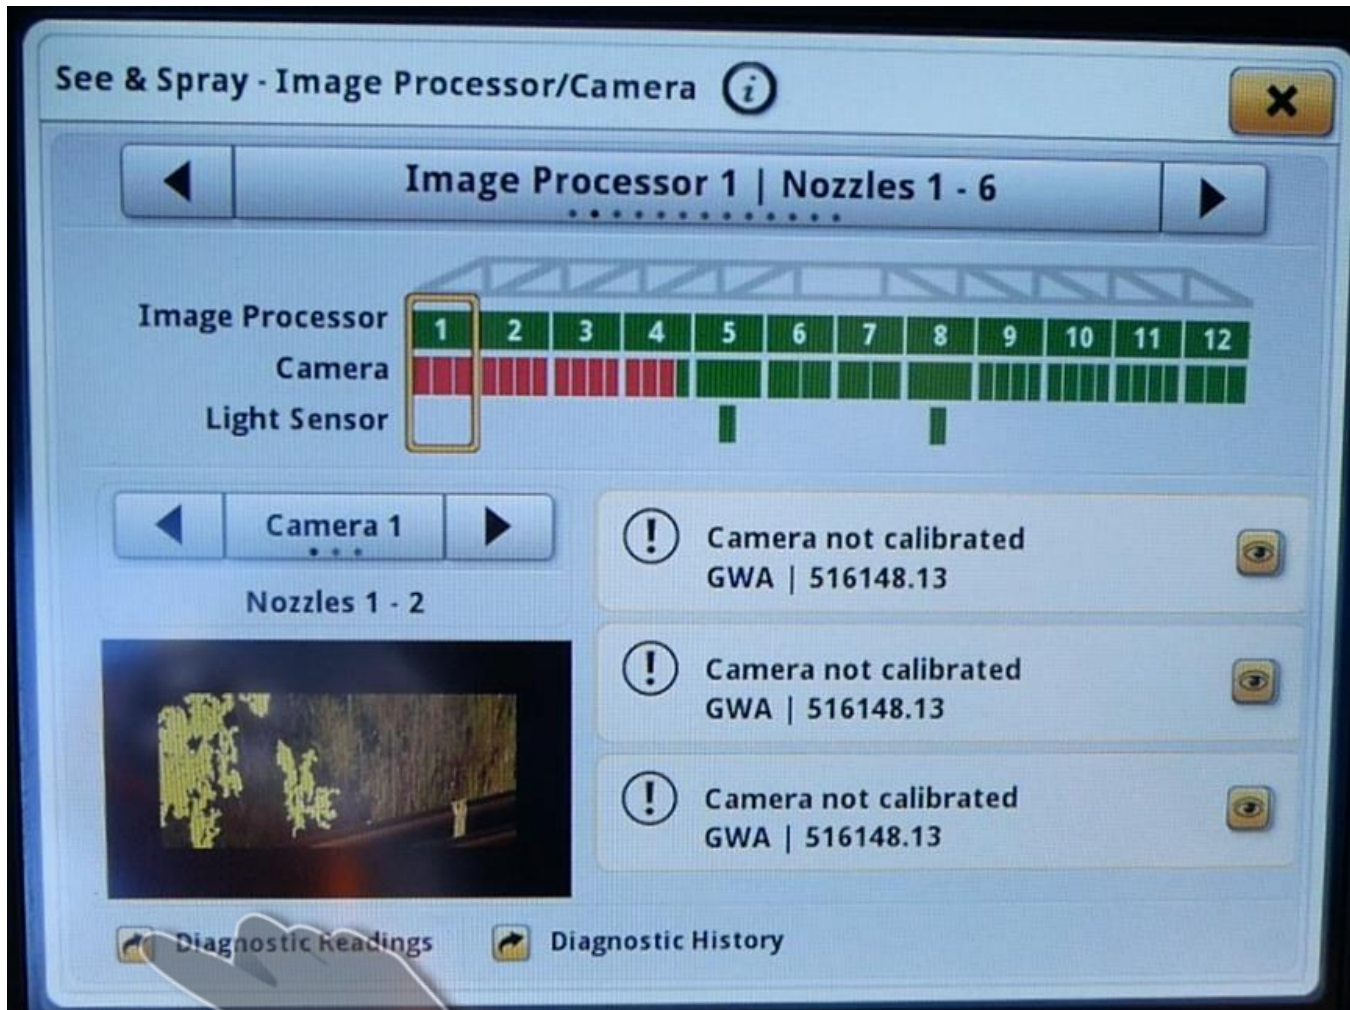 See & Spray - Image Processor/Camera i
Image Processor 1 | Nozzles 1 - 6
Image Processor
1 2 3 4 5 6 7 8 9 10 11 12
Camera
Light Sensor
Camera 1
Nozzles 1 - 2
Camera not calibrated
GWA | 516148.13
Camera not calibrated
GWA | 516148.13
Camera not calibrated
GWA | 516148.13
Diagnostic Readings
Diagnostic History